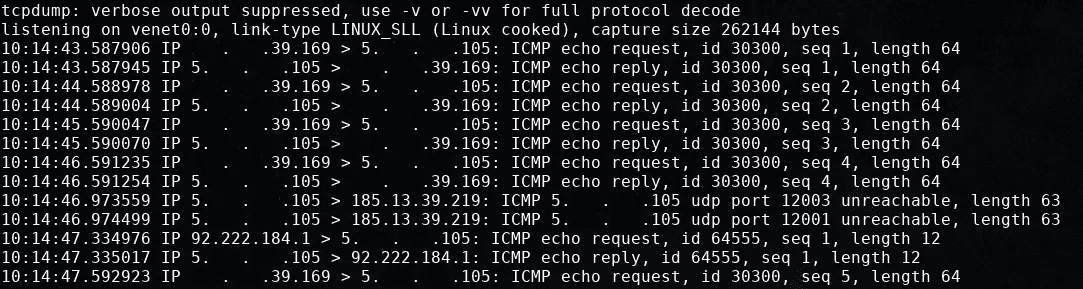 tcpdump: verbose output suppressed, use -v or -vv for full protocol decode
listening on venet0:0, link-type LINUX_SLL (Linux cooked), capture size 262144 bytes
10:14:43.587906 IP    .   .39.169 > 5.   .   .105: ICMP echo request, id 30300, seq 1, length 64
10:14:43.587945 IP 5.   .   .105 >    .   .39.169: ICMP echo reply, id 30300, seq 1, length 64
10:14:44.588978 IP    .   .39.169 > 5.   .   .105: ICMP echo request, id 30300, seq 2, length 64
10:14:44.589004 IP 5.   .   .105 >    .   .39.169: ICMP echo reply, id 30300, seq 2, length 64
10:14:45.590047 IP    .   .39.169 > 5.   .   .105: ICMP echo request, id 30300, seq 3, length 64
10:14:45.590070 IP 5.   .   .105 >    .   .39.169: ICMP echo reply, id 30300, seq 3, length 64
10:14:46.591235 IP    .   .39.169 > 5.   .   .105: ICMP echo request, id 30300, seq 4, length 64
10:14:46.591254 IP 5.   .   .105 >    .   .39.169: ICMP echo reply, id 30300, seq 4, length 64
10:14:46.973559 IP 5.   .   .105 > 185.13.39.219: ICMP 5.   .   .105 udp port 12003 unreachable, length 63
10:14:46.974499 IP 5.   .   .105 > 185.13.39.219: ICMP 5.   .   .105 udp port 12001 unreachable, length 63
10:14:47.334976 IP 92.222.184.1 > 5.   .   .105: ICMP echo request, id 64555, seq 1, length 12
10:14:47.335017 IP 5.   .   .105 > 92.222.184.1: ICMP echo reply, id 64555, seq 1, length 12
10:14:47.592923 IP    .   .39.169 > 5.   .   .105: ICMP echo request, id 30300, seq 5, length 64